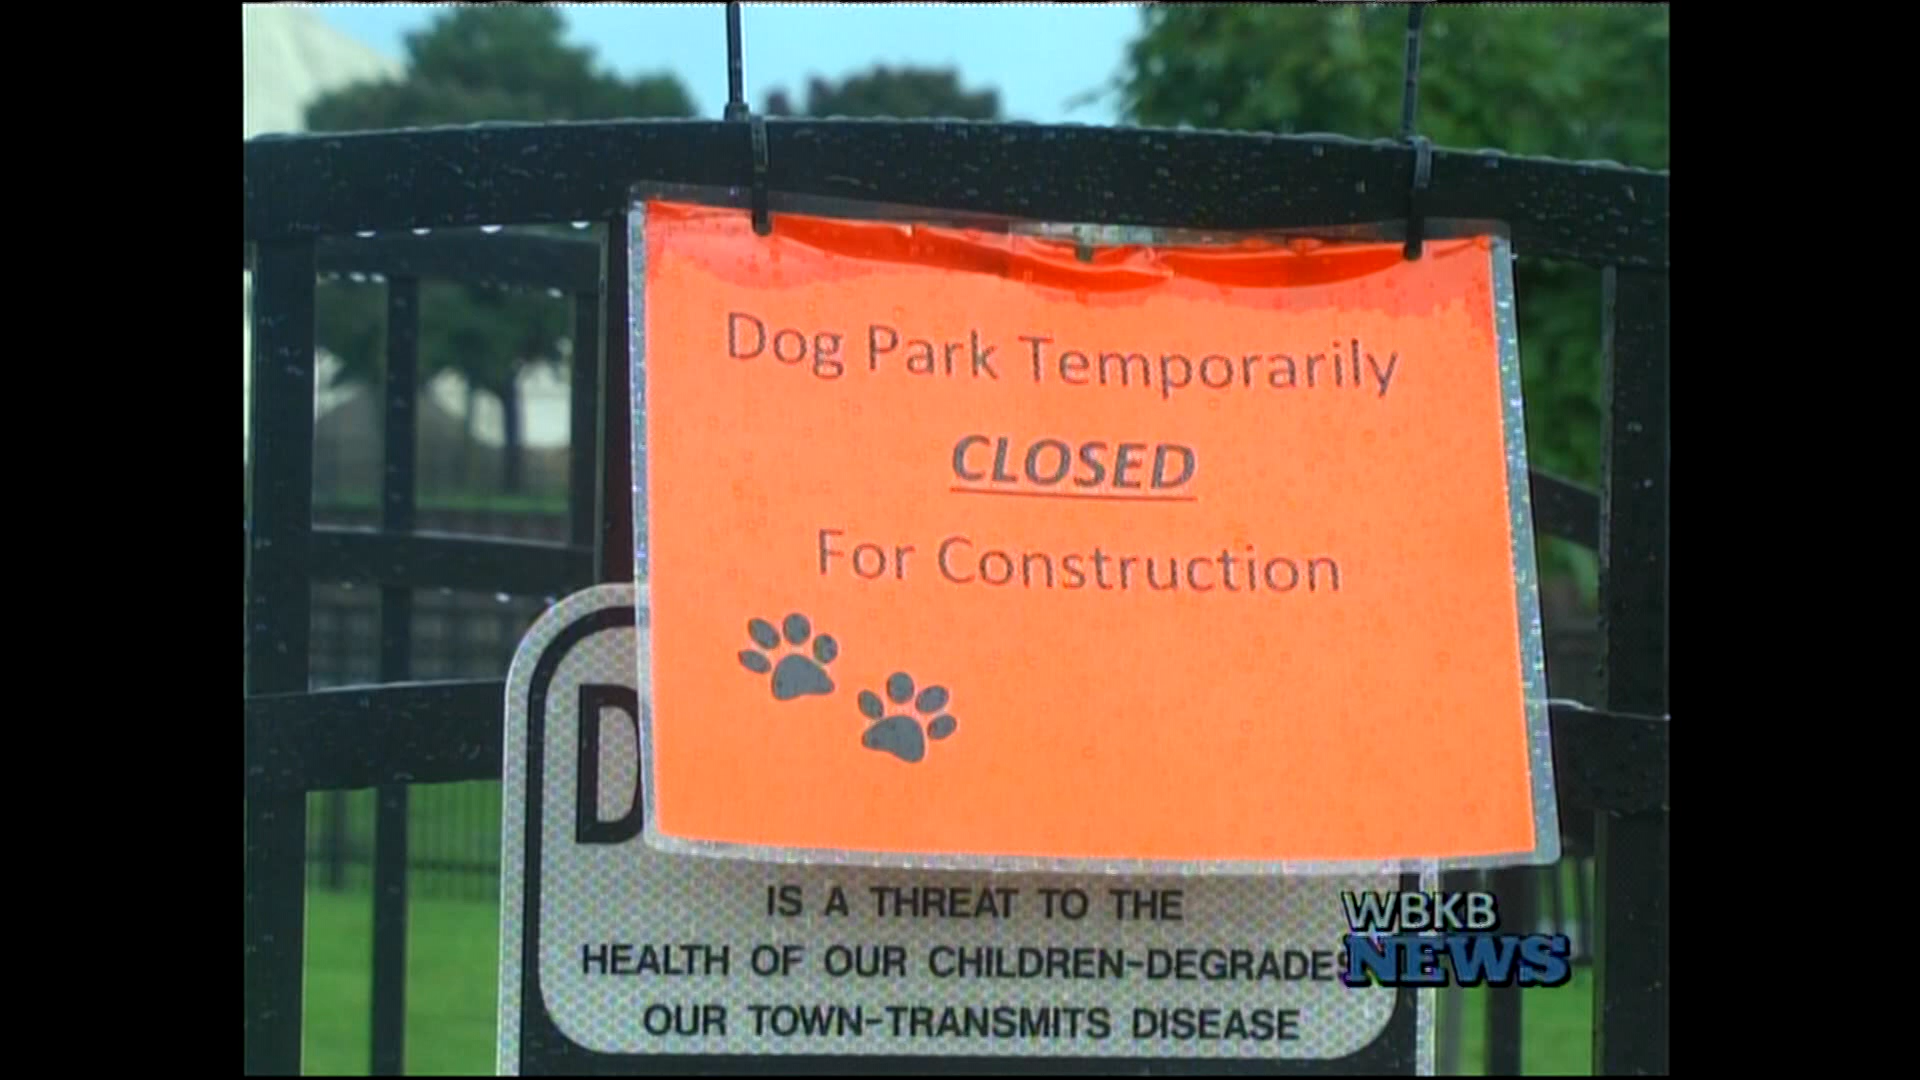 Dog Park Temporarily
CLOSED
For Construction
D
IS A THREAT TO THE
HEALTH OF OUR CHILDREN-DEGRADES
OUR TOWN-TRANSMITS DISEASE
WBKB
NEWS